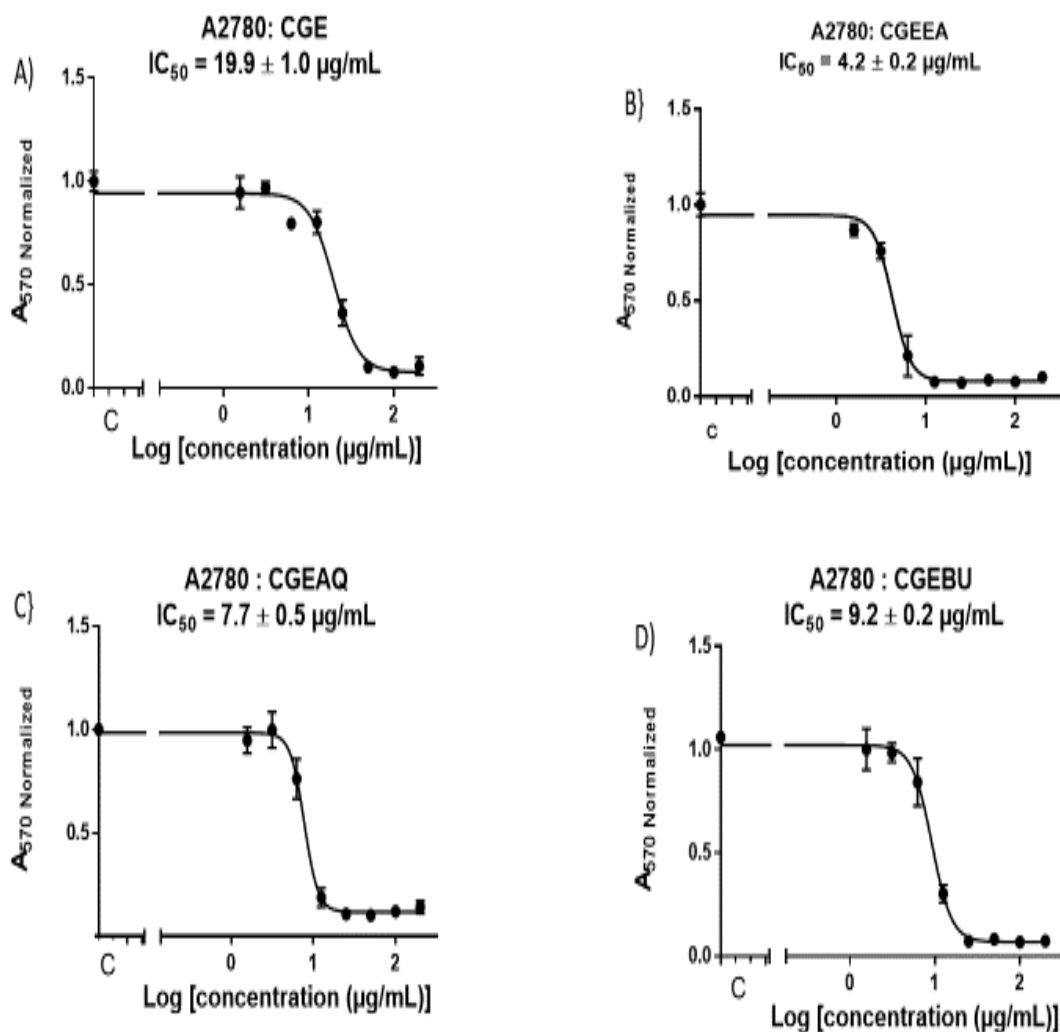 A)
A2780: CGE
IC50 = 19.9 ± 1.0 µg/mL
A570 Normalized
1.5
1.0
0.5
0.0
C
0 1 2
Log [concentration (µg/mL)]
B}
A2780: CGEEA
IC50 = 4.2 ± 0.2 µg/mL
A570 Normalized
1.5
1.0
0.5
0.0
C
0 1 2
Log [concentration (µg/mL)]
C}
A2780 : CGEAQ
IC50 = 7.7 ± 0.5 µg/mL
A570 Normalized
1.5
1.0
0.5
C
0 1 2
Log [concentration (µg/mL)]
D)
A2780 : CGEBU
IC50 = 9.2 ± 0.2 µg/mL
A570 Normalized
1.5
1.0
0.5
0.0
C
0 1 2
Log [concentration (µg/mL)]